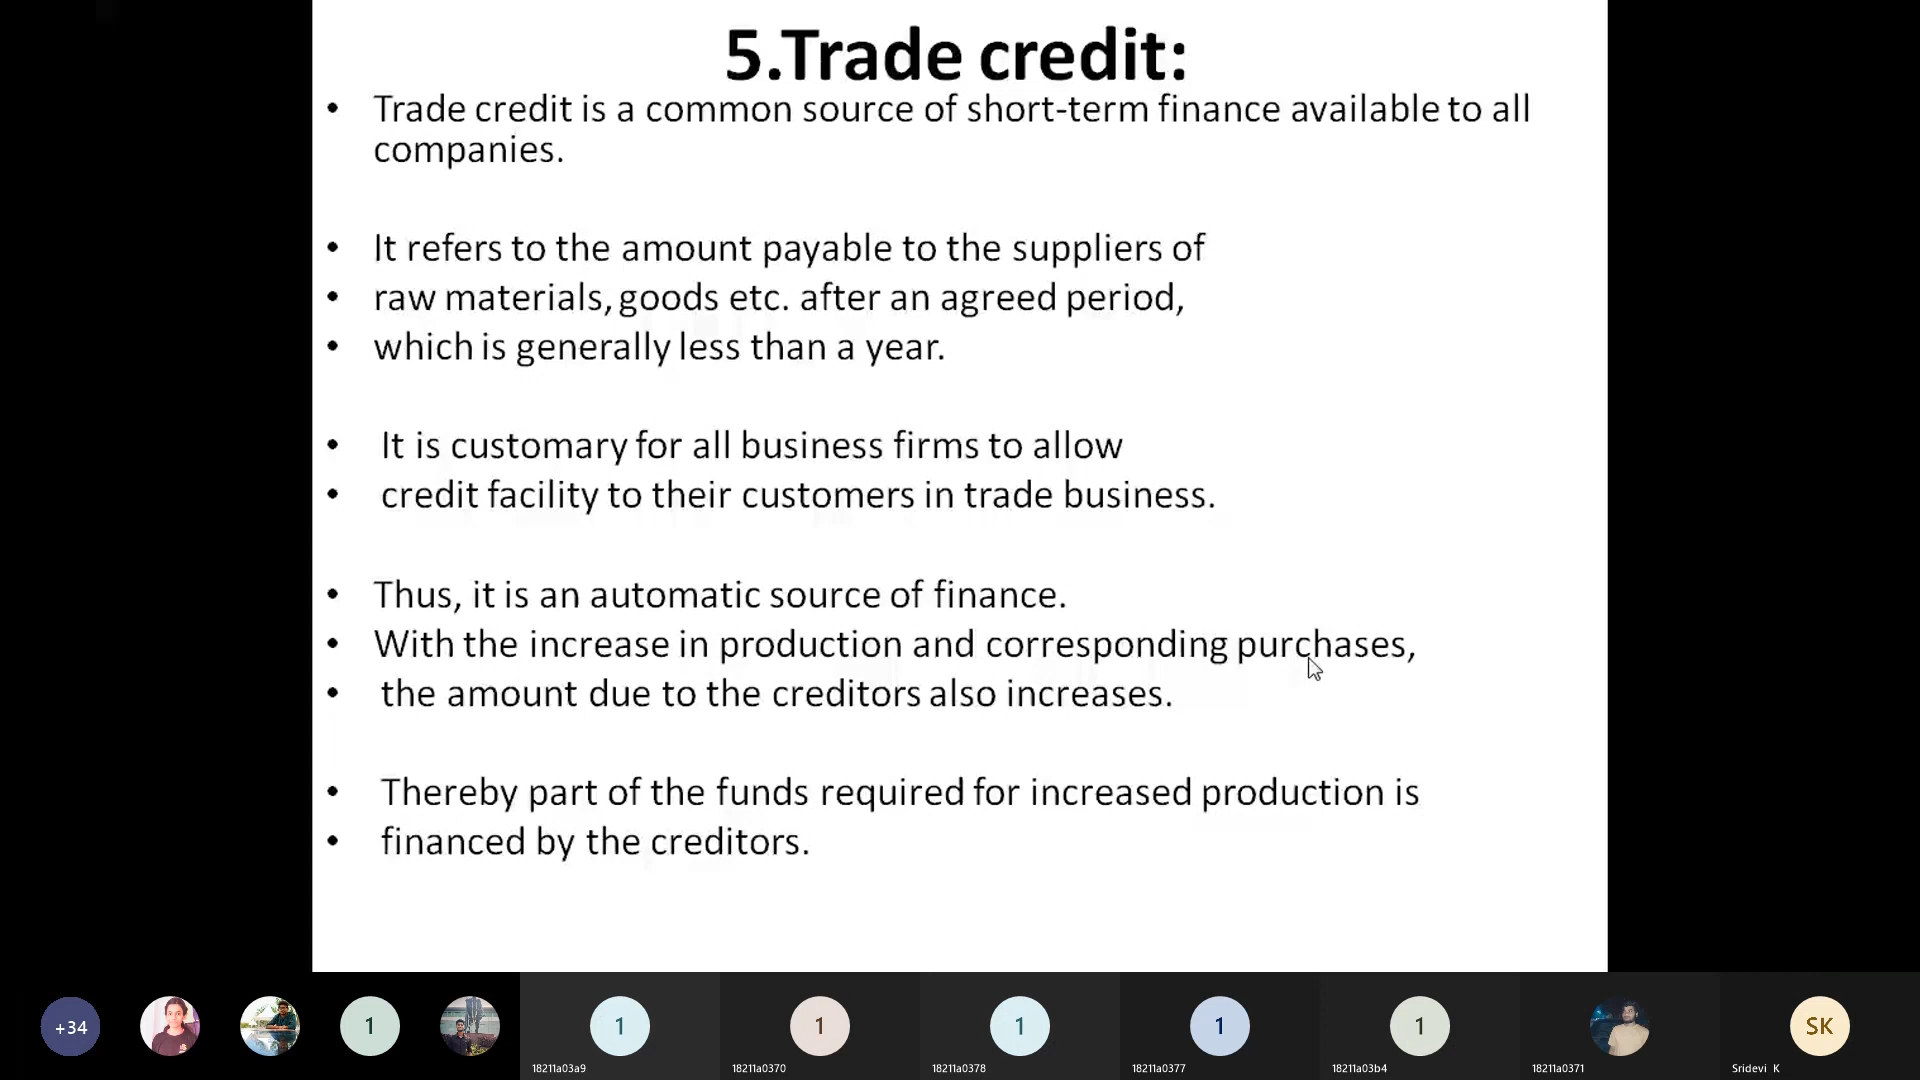 5.Trade credit:
• Trade credit is a common source of short-term finance available to all
companies.
• It refers to the amount payable to the suppliers of
• raw materials, goods etc. after an agreed period,
• which is generally less than a year.
• It is customary for all business firms to allow
• credit facility to their customers in trade business.
• Thus, it is an automatic source of finance.
• With the increase in production and corresponding purchases,
• the amount due to the creditors also increases.
• Thereby part of the funds required for increased production is
• financed by the creditors.
+34
1
1
1
1
1
1
SK
18211a03a9
18211a0370
18211a0378
18211a0377
18211a03b4
18211a0371
Sridevi K